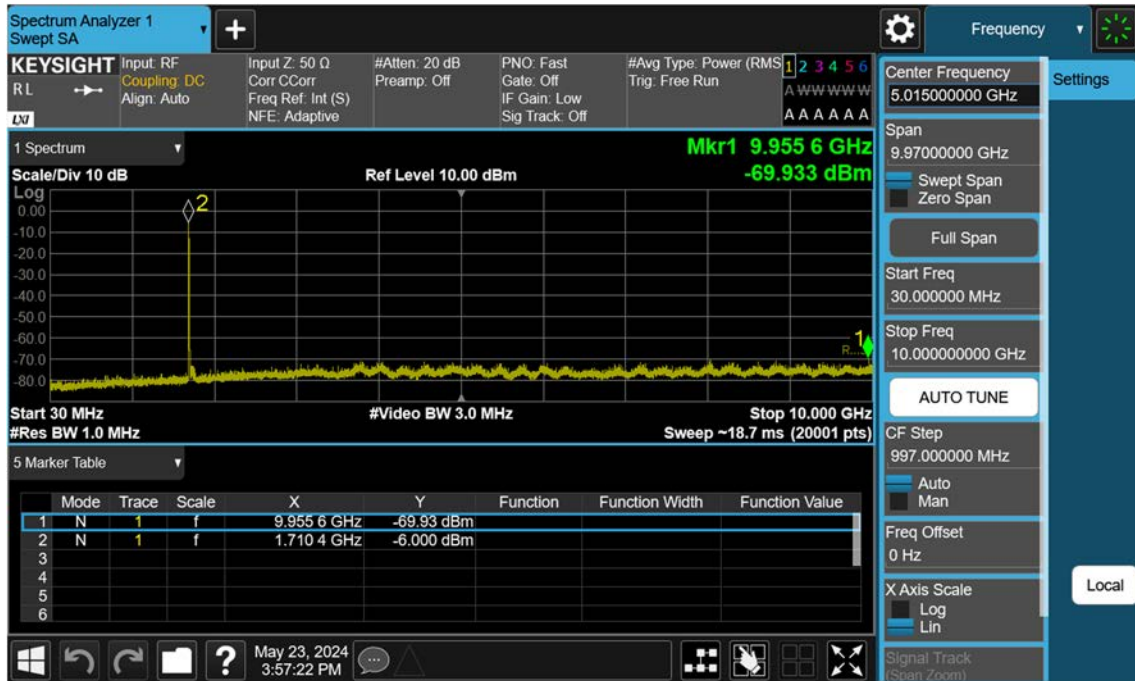 Spectrum Analyzer 1
Swept SA
+
Frequency
KEYSIGHT
RL
LXI
Input: RF
Coupling: DC
Align: Auto
Input Z: 50 Ω
Corr CCorr
Freq Ref: Int (S)
NFE: Adaptive
#Atten: 20 dB
Preamp: Off
PNO: Fast
Gate: Off
IF Gain: Low
Sig Track: Off
#Avg Type: Power (RMS
Trig: Free Run
1 2 3 4 5 6
A W W W W W
A A A A A A
1 Spectrum
Mkr1 9.955 6 GHz
-69.933 dBm
Scale/Div 10 dB
Ref Level 10.00 dBm
Log
0.00
-10.0
-20.0
-30.0
-40.0
-50.0
-60.0
-70.0
-80.0
2
1
R....
Start 30 MHz
#Video BW 3.0 MHz
Stop 10.000 GHz
#Res BW 1.0 MHz
Sweep ~18.7 ms (20001 pts)
5 Marker Table
Mode Trace Scale X Y Function Function Width Function Value
1 N 1 f 9.955 6 GHz -69.93 dBm
2 N 1 f 1.710 4 GHz -6.000 dBm
3
4
5
6
?
May 23, 2024
3:57:22 PM
Center Frequency
5.015000000 GHz
Settings
Span
9.97000000 GHz
Swept Span
Zero Span
Full Span
Start Freq
30.000000 MHz
Stop Freq
10.000000000 GHz
AUTO TUNE
CF Step
997.000000 MHz
Auto
Man
Freq Offset
0 Hz
X Axis Scale
Log
Lin
Local
Signal Track
(Span Zoom)